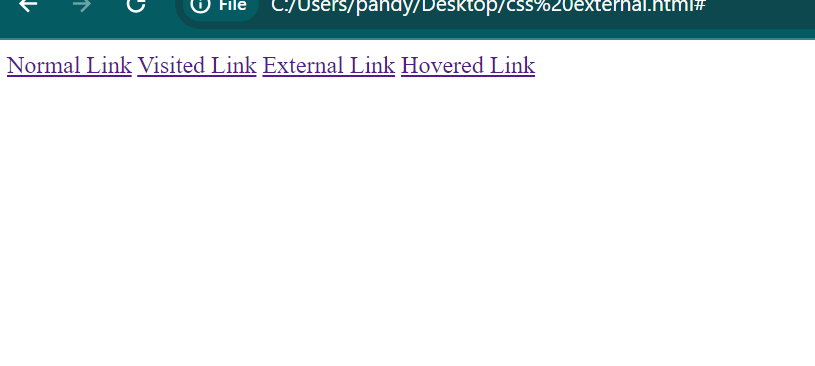 File C:/Users/pandy/Desktop/css%20external.html#
Normal Link Visited Link External Link Hovered Link